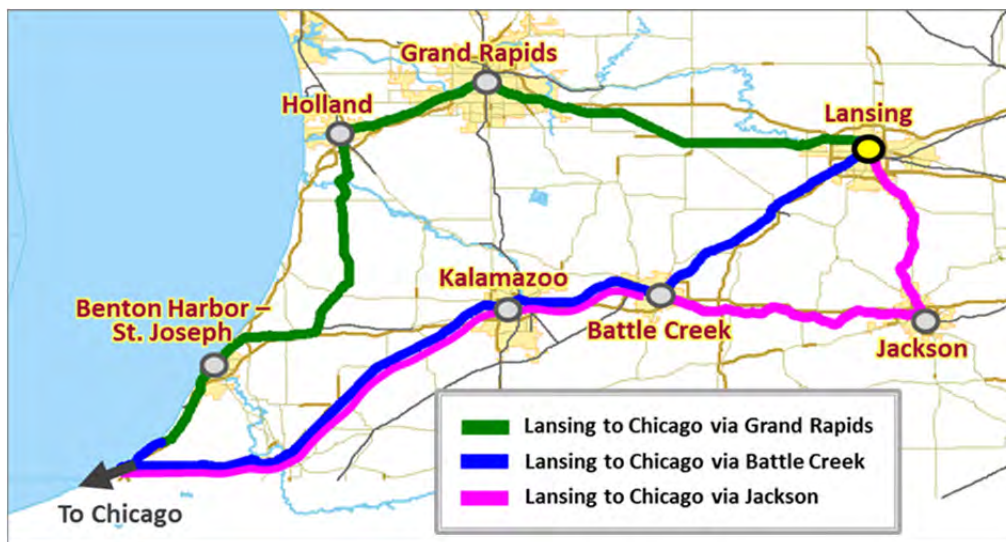 Grand Rapids
Holland
Lansing
Kalamazoo
Benton Harbor –
St. Joseph
Battle Creek
Jackson
Lansing to Chicago via Grand Rapids
Lansing to Chicago via Battle Creek
Lansing to Chicago via Jackson
To Chicago